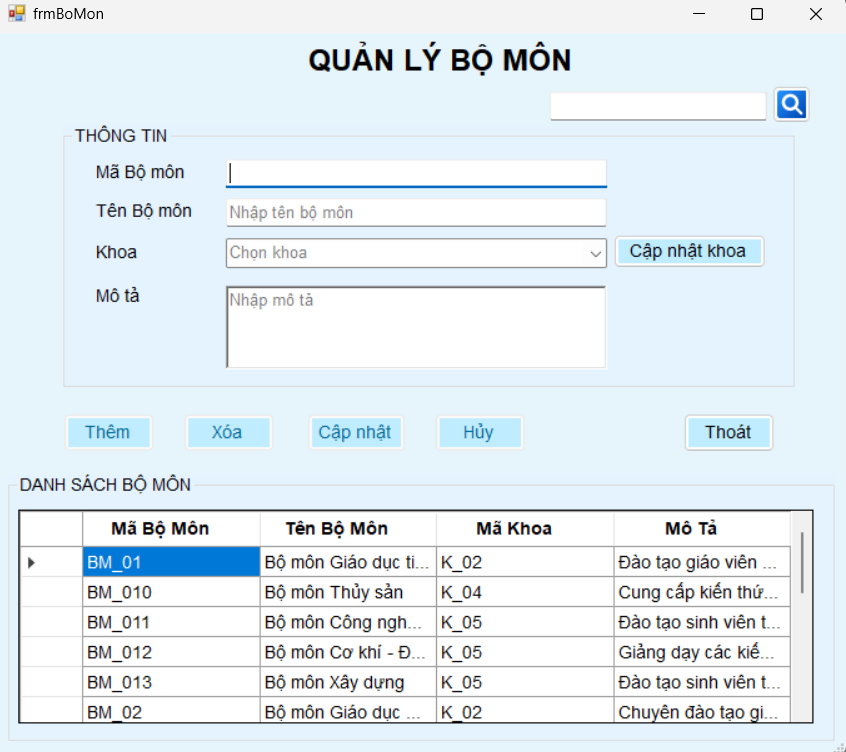 frmBoMon
QUẢN LÝ BỘ MÔN
THÔNG TIN
Mã Bộ môn
Tên Bộ môn Nhập tên bộ môn
Khoa Chọn khoa Cập nhật khoa
Mô tả Nhập mô tả
Thêm Xóa Cập nhật Hủy Thoát
DANH SÁCH BỘ MÔN
Mã Bộ Môn Tên Bộ Môn Mã Khoa Mô Tả
BM_01 Bộ môn Giáo dục ti... K_02 Đào tạo giáo viên ...
BM_010 Bộ môn Thủy sản K_04 Cung cấp kiến thứ...
BM_011 Bộ môn Công ngh... K_05 Đào tạo sinh viên t...
BM_012 Bộ môn Cơ khí - Đ... K_05 Giảng dạy các kiế...
BM_013 Bộ môn Xây dựng K_05 Đào tạo sinh viên t...
BM_02 Bộ môn Giáo dục ... K_02 Chuyên đào tạo gi...